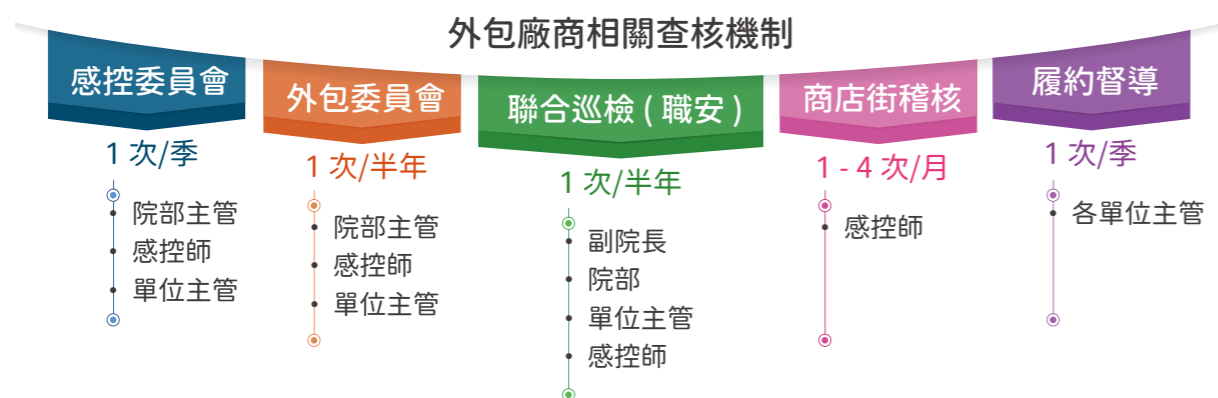 外包廠商相關查核機制
感控委員會
1 次/季
院部主管
感控師
單位主管
外包委員會
1 次/半年
院部主管
感控師
單位主管
聯合巡檢 ( 職安 )
1 次/半年
副院長
院部
單位主管
感控師
商店街稽核
1 - 4 次/月
感控師
履約督導
1 次/季
各單位主管